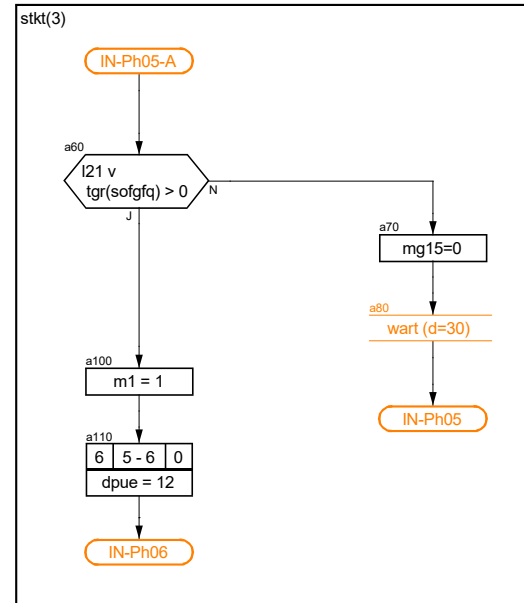 stkt(3)
IN-Ph05-A
a60
l21 v
tgr(sofgfq) > 0
N
J
a70
mg15=0
a80
wart (d=30)
IN-Ph05
a100
m1 = 1
a110
6 5 - 6 0
dpue = 12
IN-Ph06